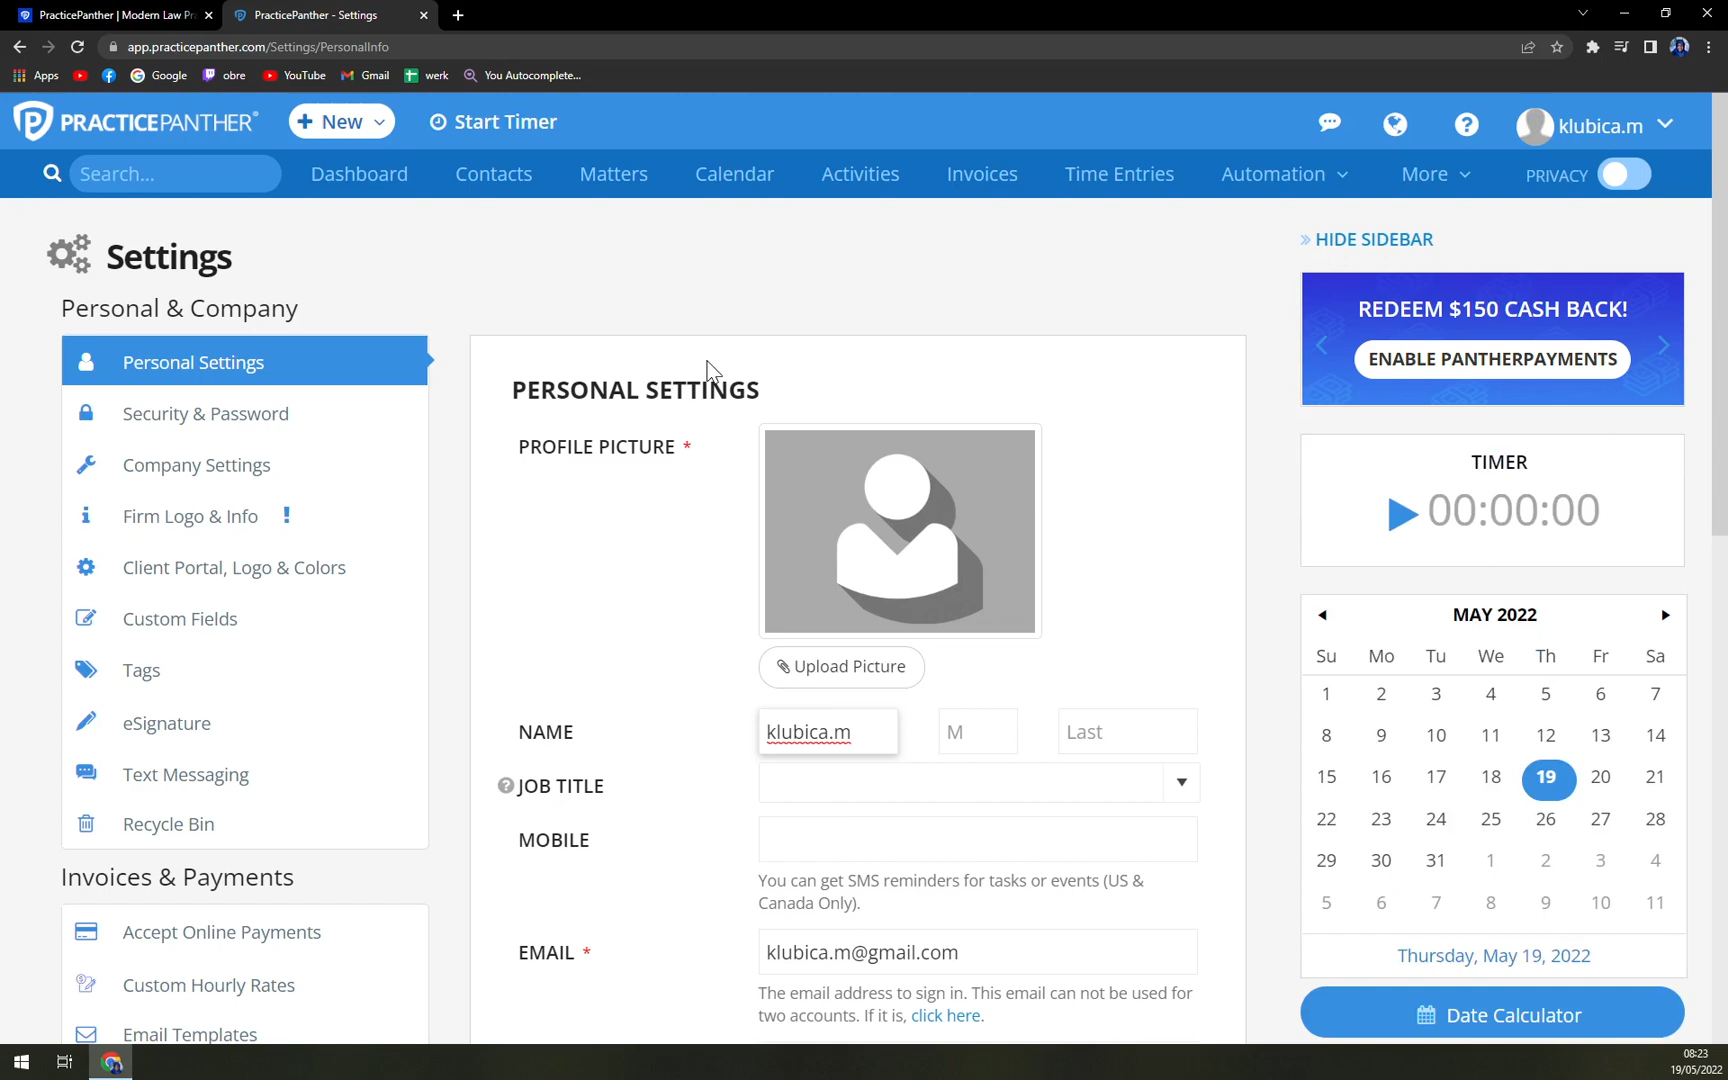 PracticePanther | Modern Law Pr
PracticePanther - Settings
app.practicepanther.com/Settings/PersonalInfo
Apps
Google
obre
YouTube
Gmail
werk
You Autocomplete...
PRACTICEPANTHER
New
Start Timer
klubica.m
Search...
Dashboard
Contacts
Matters
Calendar
Activities
Invoices
Time Entries
Automation
More
PRIVACY
Settings
Personal & Company
Personal Settings
Security & Password
Company Settings
Firm Logo & Info !
Client Portal, Logo & Colors
Custom Fields
Tags
eSignature
Text Messaging
Recycle Bin
Invoices & Payments
Accept Online Payments
Custom Hourly Rates
Email Templates
PERSONAL SETTINGS
PROFILE PICTURE *
Upload Picture
NAME
klubica.m
M
Last
JOB TITLE
MOBILE
You can get SMS reminders for tasks or events (US &
Canada Only).
EMAIL *
klubica.m@gmail.com
The email address to sign in. This email can not be used for
two accounts. If it is, click here.
» HIDE SIDEBAR
REDEEM $150 CASH BACK!
ENABLE PANTHERPAYMENTS
TIMER
00:00:00
MAY 2022
Su Mo Tu We Th Fr Sa
1 2 3 4 5 6 7
8 9 10 11 12 13 14
15 16 17 18 19 20 21
22 23 24 25 26 27 28
29 30 31 1 2 3 4
5 6 7 8 9 10 11
Thursday, May 19, 2022
Date Calculator
08:23
19/05/2022